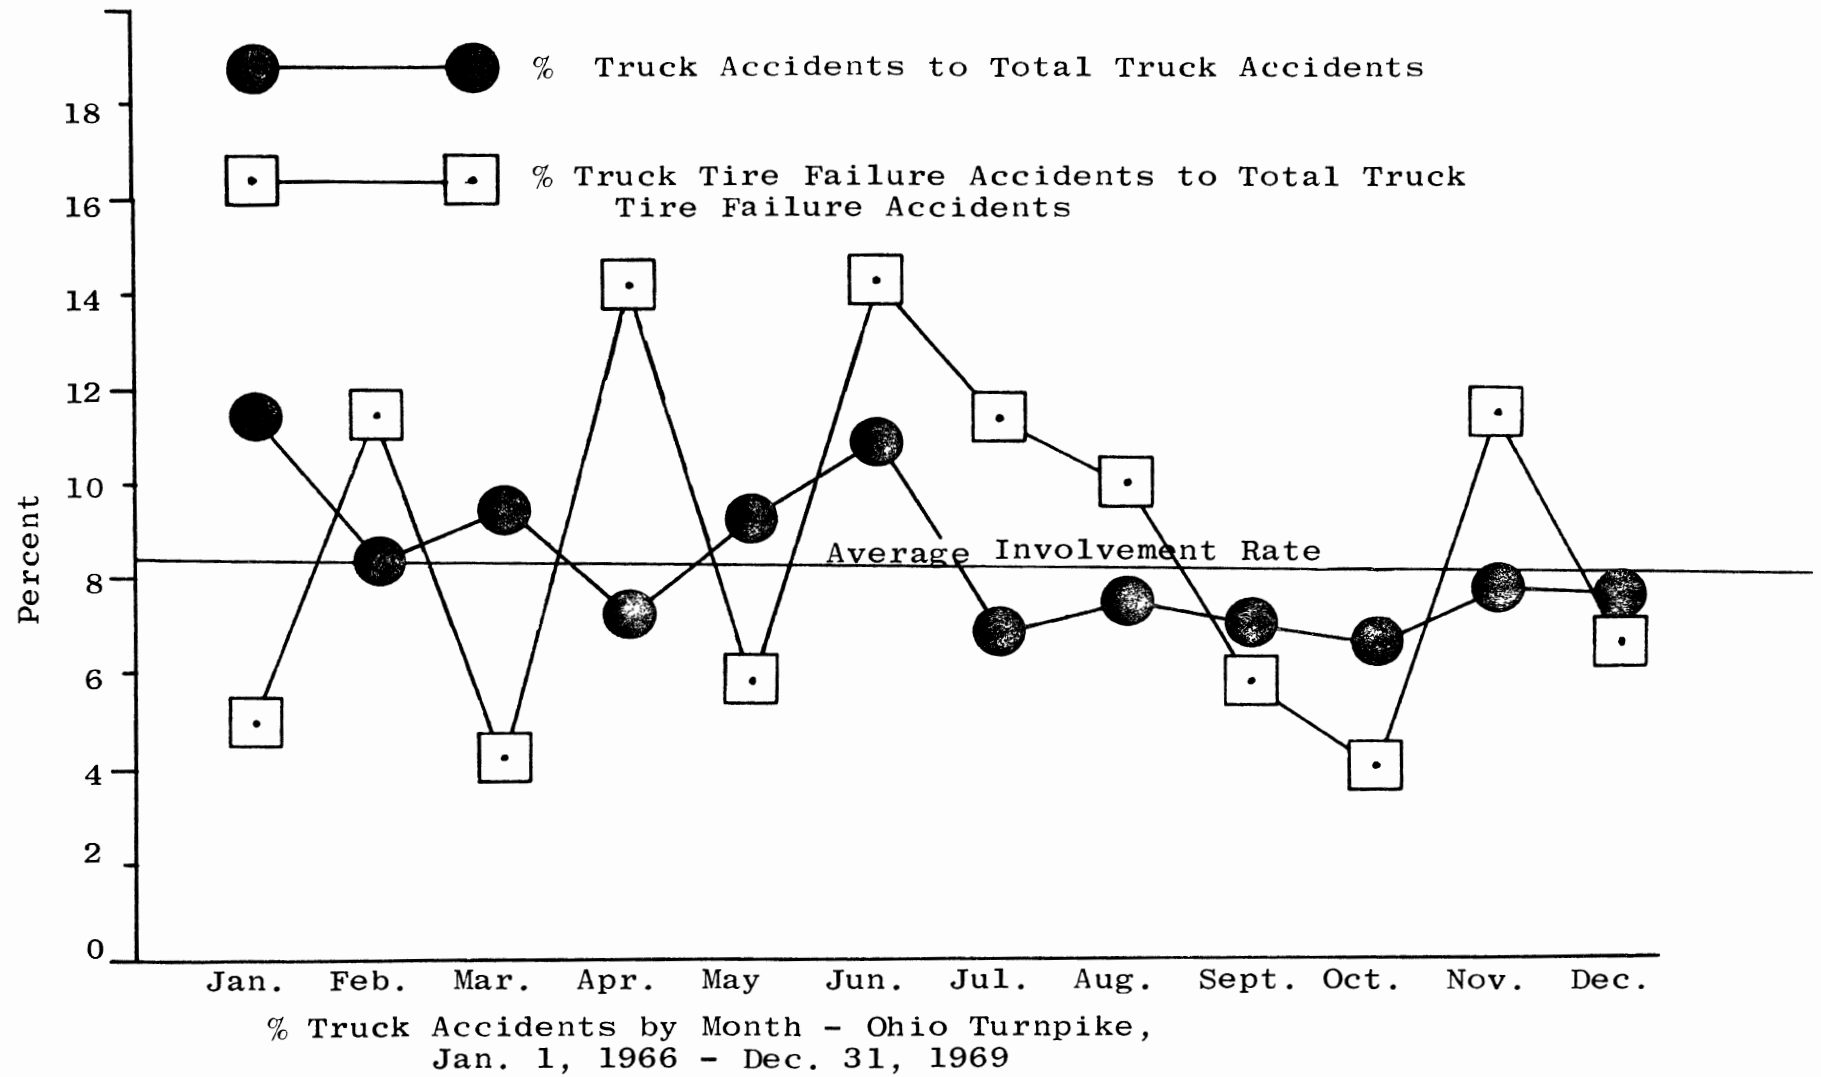 % Truck Accidents to Total Truck Accidents
% Truck Tire Failure Accidents to Total Truck
Tire Failure Accidents
18
16
14
12
10
8
6
4
2
0
Percent
Average Involvement Rate
Jan. Feb. Mar. Apr. May Jun. Jul. Aug. Sept. Oct. Nov. Dec.
% Truck Accidents by Month - Ohio Turnpike,
Jan. 1, 1966 - Dec. 31, 1969